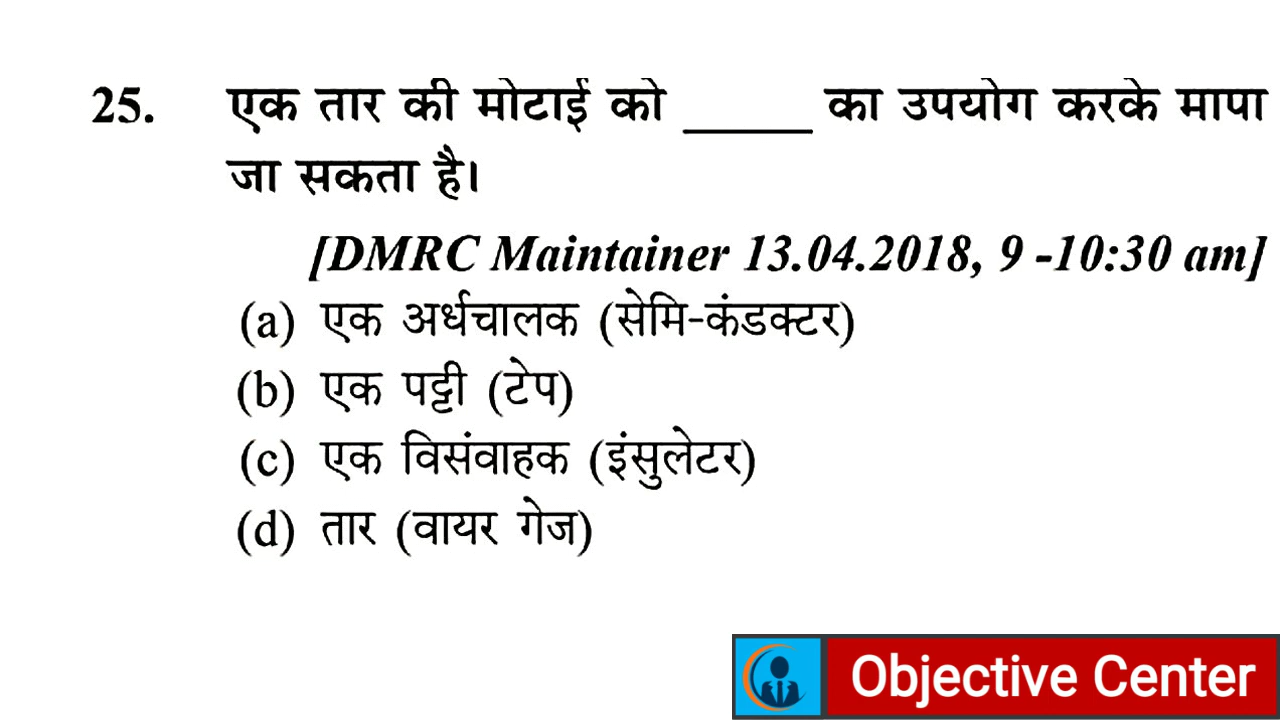 25. एक तार की मोटाई को _____ का उपयोग करके मापा
जा सकता है।
[DMRC Maintainer 13.04.2018, 9 -10:30 am]
(a) एक अर्धचालक (सेमि-कंडक्टर)
(b) एक पट्टी (टेप)
(c) एक विसंवाहक (इंसुलेटर)
(d) तार (वायर गेज)
Objective Center